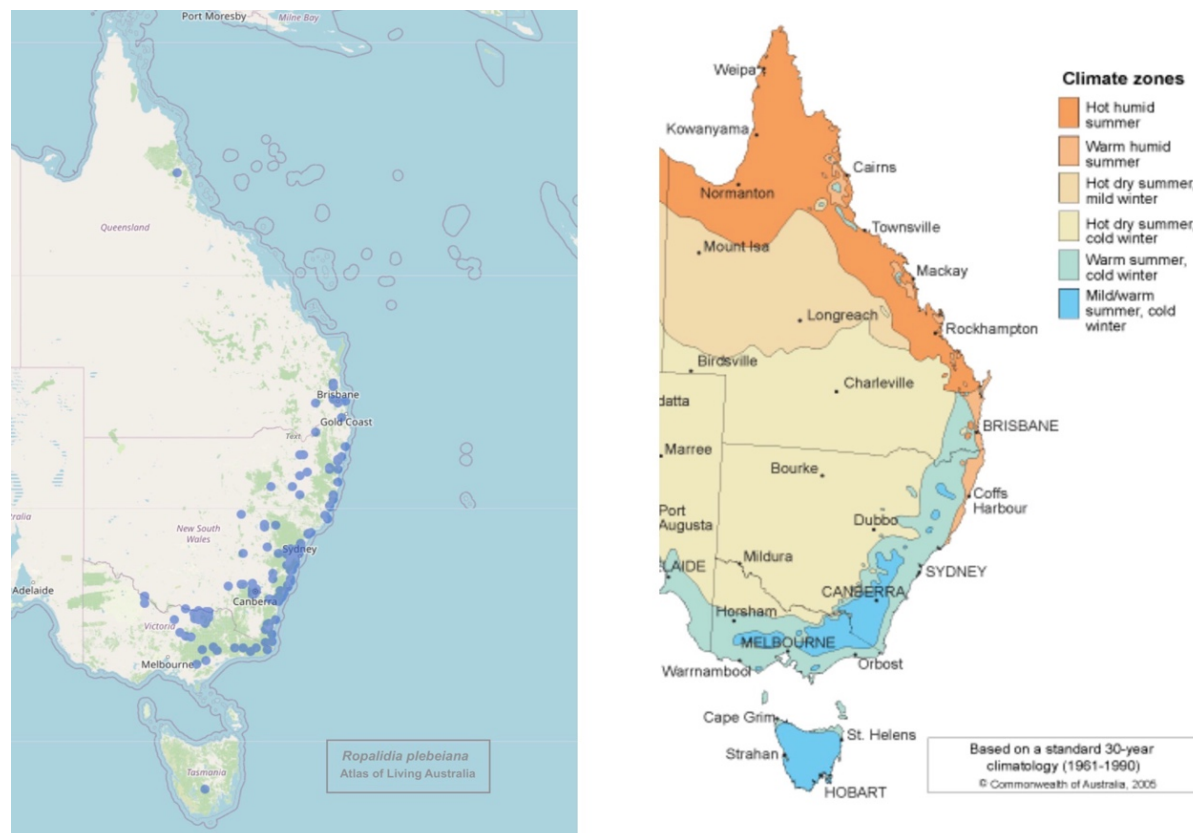 Port Moresby
Milne Bay
Queensland
Brisbane
Gold Coast
Text
New South
Wales
Sydney
Adelaide
Canberra
Victoria
Melbourne
Tasmania
Ropalidia plebeiana
Atlas of Living Australia
Weipa
Kowanyama
Cairns
Normanton
Townsville
Mount Isa
Mackay
Longreach
Rockhampton
Birdsville
Charleville
datta
BRISBANE
Marree
Bourke
Coffs
Harbour
Port
Augusta
Dubbo
Mildura
SYDNEY
LAIDE
CANBERRA
Horsham
MELBOURNE
Orbost
Warrnambool
Cape Grim
St. Helens
Strahan
HOBART
Climate zones
Hot humid
summer
Warm humid
summer
Hot dry summer,
mild winter
Hot dry summer,
cold winter
Warm summer,
cold winter
Mild/warm
summer, cold
winter
Based on a standard 30-year
climatology (1961-1990)
© Commonwealth of Australia, 2005